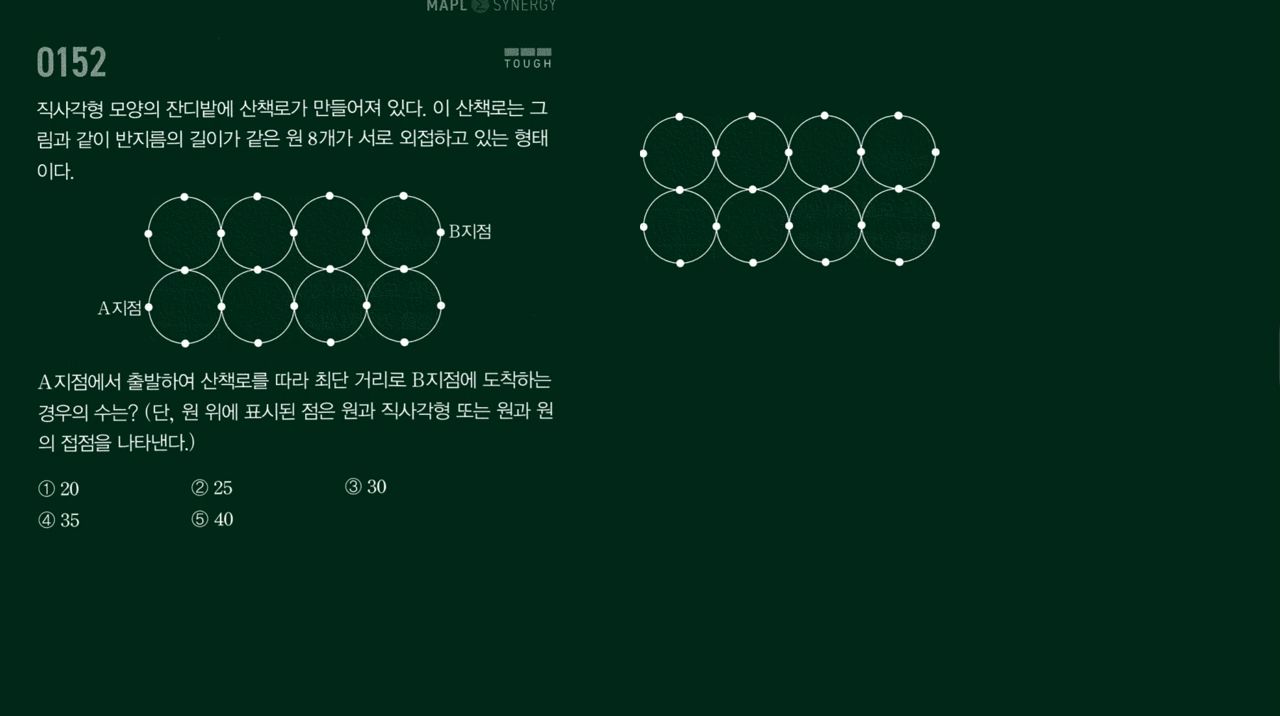 MAPL SYNERGY
0152
TOUGH
직사각형 모양의 잔디밭에 산책로가 만들어져 있다. 이 산책로는 그
림과 같이 반지름의 길이가 같은 원 8개가 서로 외접하고 있는 형태
이다.
B지점
A지점
A지점에서 출발하여 산책로를 따라 최단 거리로 B지점에 도착하는
경우의 수는? (단, 원 위에 표시된 점은 원과 직사각형 또는 원과 원
의 접점을 나타낸다.)
① 20 ② 25 ③ 30
④ 35 ⑤ 40